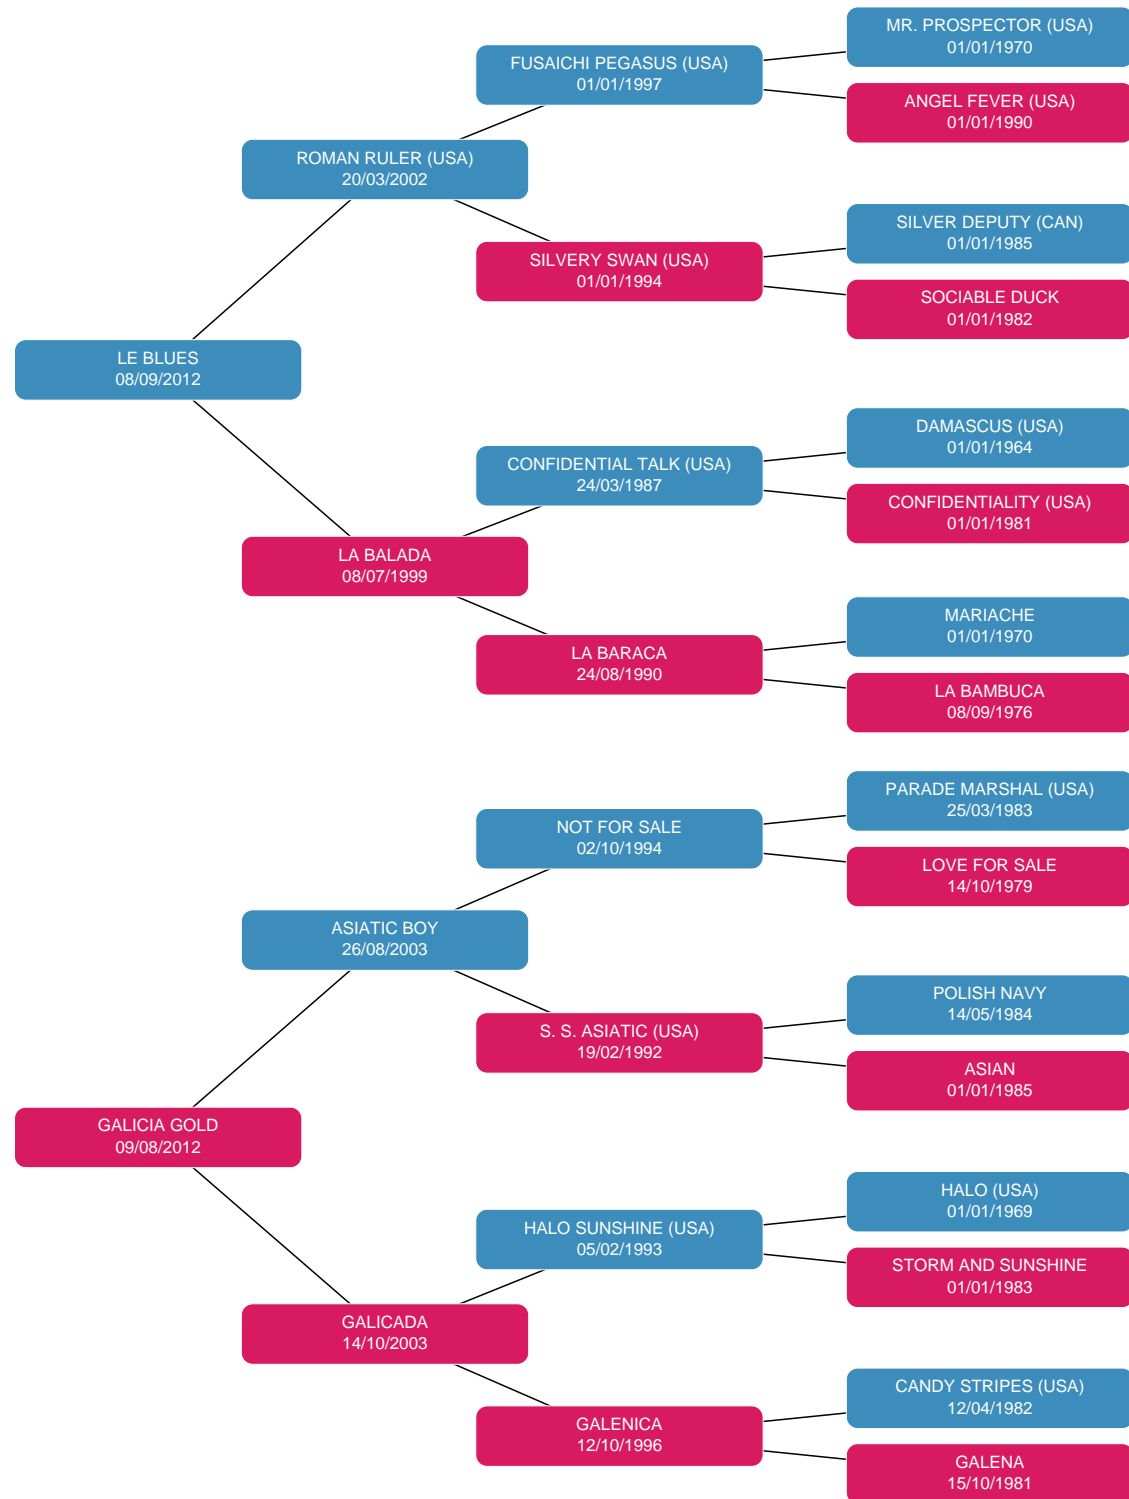 MR. PROSPECTOR (USA)
01/01/1970
FUSAICHI PEGASUS (USA)
01/01/1997
ANGEL FEVER (USA)
01/01/1990
ROMAN RULER (USA)
20/03/2002
SILVER DEPUTY (CAN)
01/01/1985
SILVERY SWAN (USA)
01/01/1994
SOCIABLE DUCK
01/01/1982
LE BLUES
08/09/2012
DAMASCUS (USA)
01/01/1964
CONFIDENTIAL TALK (USA)
24/03/1987
CONFIDENTIALITY (USA)
01/01/1981
LA BALADA
08/07/1999
MARIACHE
01/01/1970
LA BARACA
24/08/1990
LA BAMBUCA
08/09/1976
PARADE MARSHAL (USA)
25/03/1983
NOT FOR SALE
02/10/1994
LOVE FOR SALE
14/10/1979
ASIATIC BOY
26/08/2003
POLISH NAVY
14/05/1984
S. S. ASIATIC (USA)
19/02/1992
ASIAN
01/01/1985
GALICIA GOLD
09/08/2012
HALO (USA)
01/01/1969
HALO SUNSHINE (USA)
05/02/1993
STORM AND SUNSHINE
01/01/1983
GALICADA
14/10/2003
CANDY STRIPES (USA)
12/04/1982
GALENICA
12/10/1996
GALENA
15/10/1981